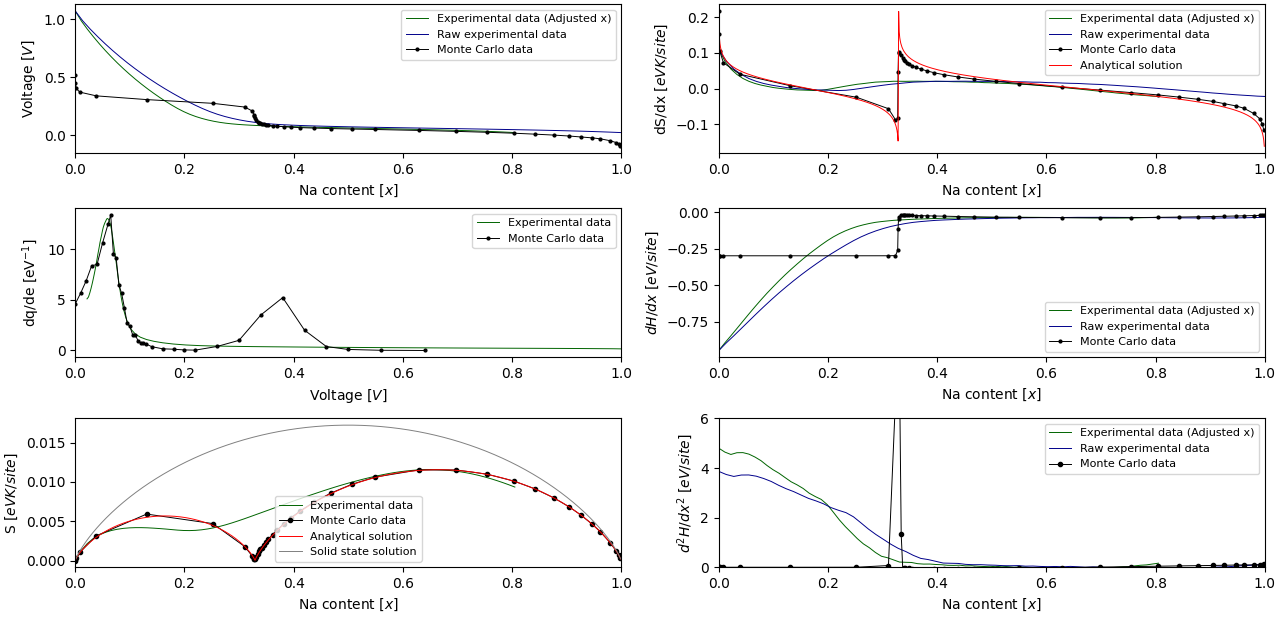 Voltage [V]
1.0
0.5
0.0
Experimental data (Adjusted x)
Raw experimental data
Monte Carlo data
0.0 0.2 0.4 0.6 0.8 1.0
Na content [x]
dS/dx [eVK/site]
0.2
0.1
0.0
−0.1
Experimental data (Adjusted x)
Raw experimental data
Monte Carlo data
Analytical solution
0.0 0.2 0.4 0.6 0.8 1.0
Na content [x]
dq/de [eV⁻¹]
10
5
0
Experimental data
Monte Carlo data
0.0 0.2 0.4 0.6 0.8 1.0
Voltage [V]
dH/dx [eV/site]
0.00
−0.25
−0.50
−0.75
Experimental data (Adjusted x)
Raw experimental data
Monte Carlo data
0.0 0.2 0.4 0.6 0.8 1.0
Na content [x]
S [eVK/site]
0.015
0.010
0.005
0.000
Experimental data
Monte Carlo data
Analytical solution
Solid state solution
0.0 0.2 0.4 0.6 0.8 1.0
Na content [x]
d²H/dx² [eV/site]
6
4
2
0
Experimental data (Adjusted x)
Raw experimental data
Monte Carlo data
0.0 0.2 0.4 0.6 0.8 1.0
Na content [x]